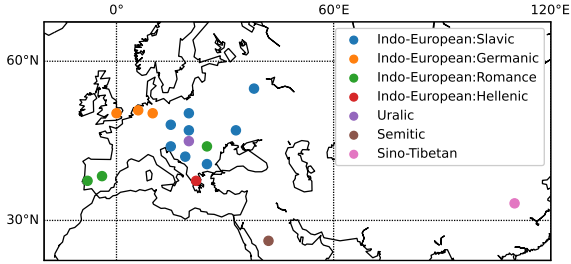 0° 60°E 120°E
Indo-European:Slavic
Indo-European:Germanic
60°N
Indo-European:Romance
Indo-European:Hellenic
Uralic
Semitic
Sino-Tibetan
30°N